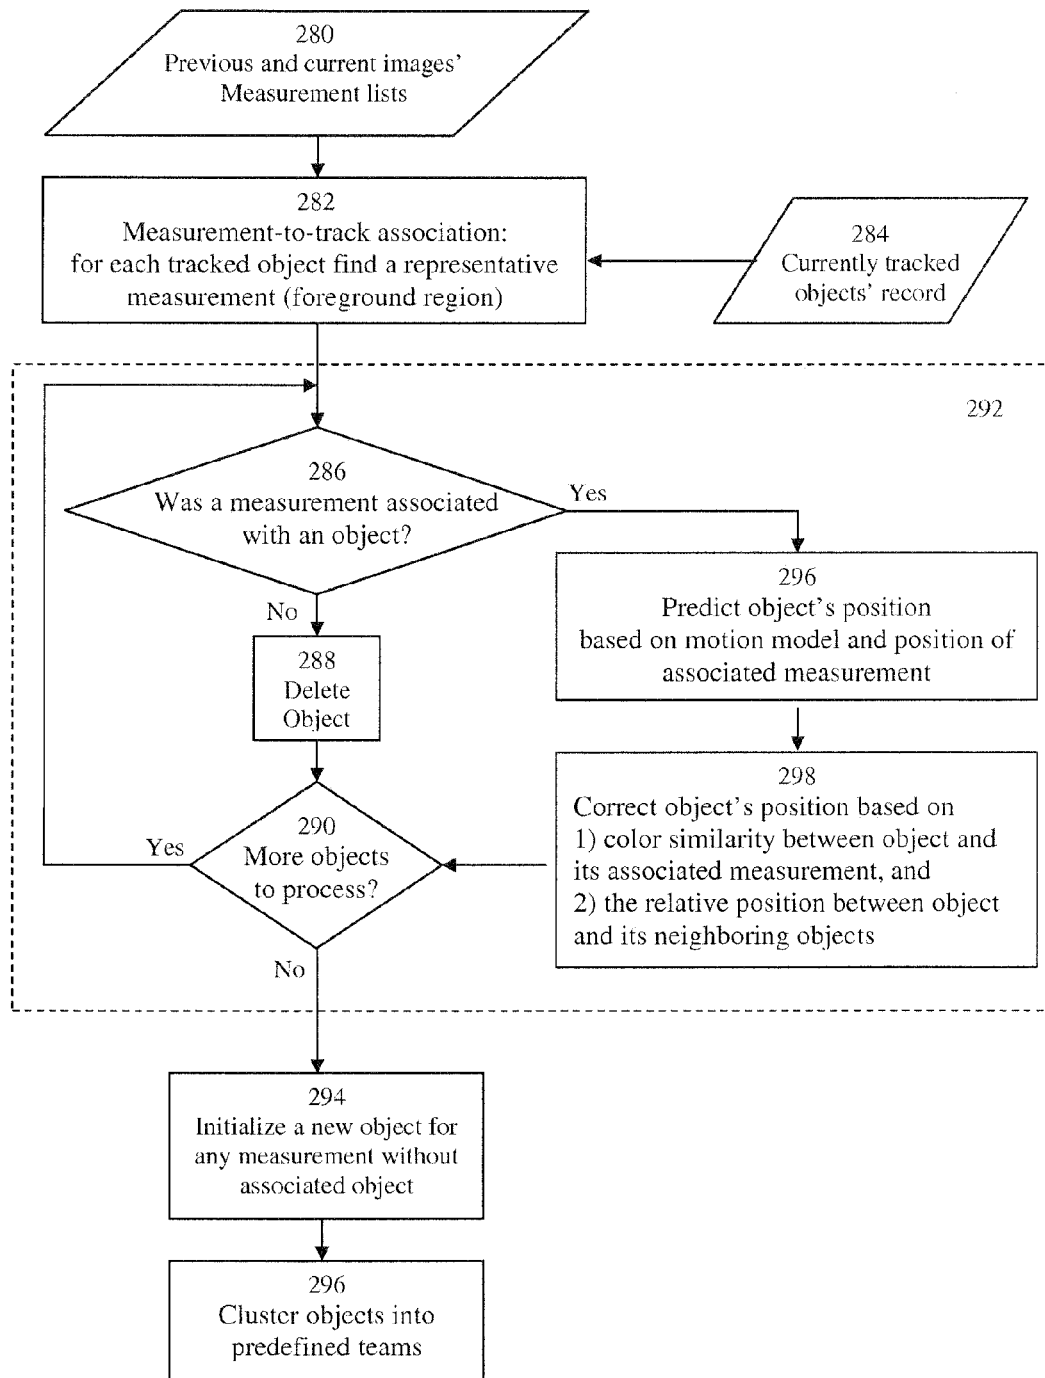 280
Previous and current images'
Measurement lists
282
Measurement-to-track association:
for each tracked object find a representative
measurement (foreground region)
284
Currently tracked
objects' record
292
286
Was a measurement associated
with an object?
Yes
No
296
Predict object's position
based on motion model and position of
associated measurement
288
Delete
Object
298
Correct object's position based on
1) color similarity between object and
its associated measurement, and
2) the relative position between object
and its neighboring objects
290
More objects
to process?
Yes
No
294
Initialize a new object for
any measurement without
associated object
296
Cluster objects into
predefined teams